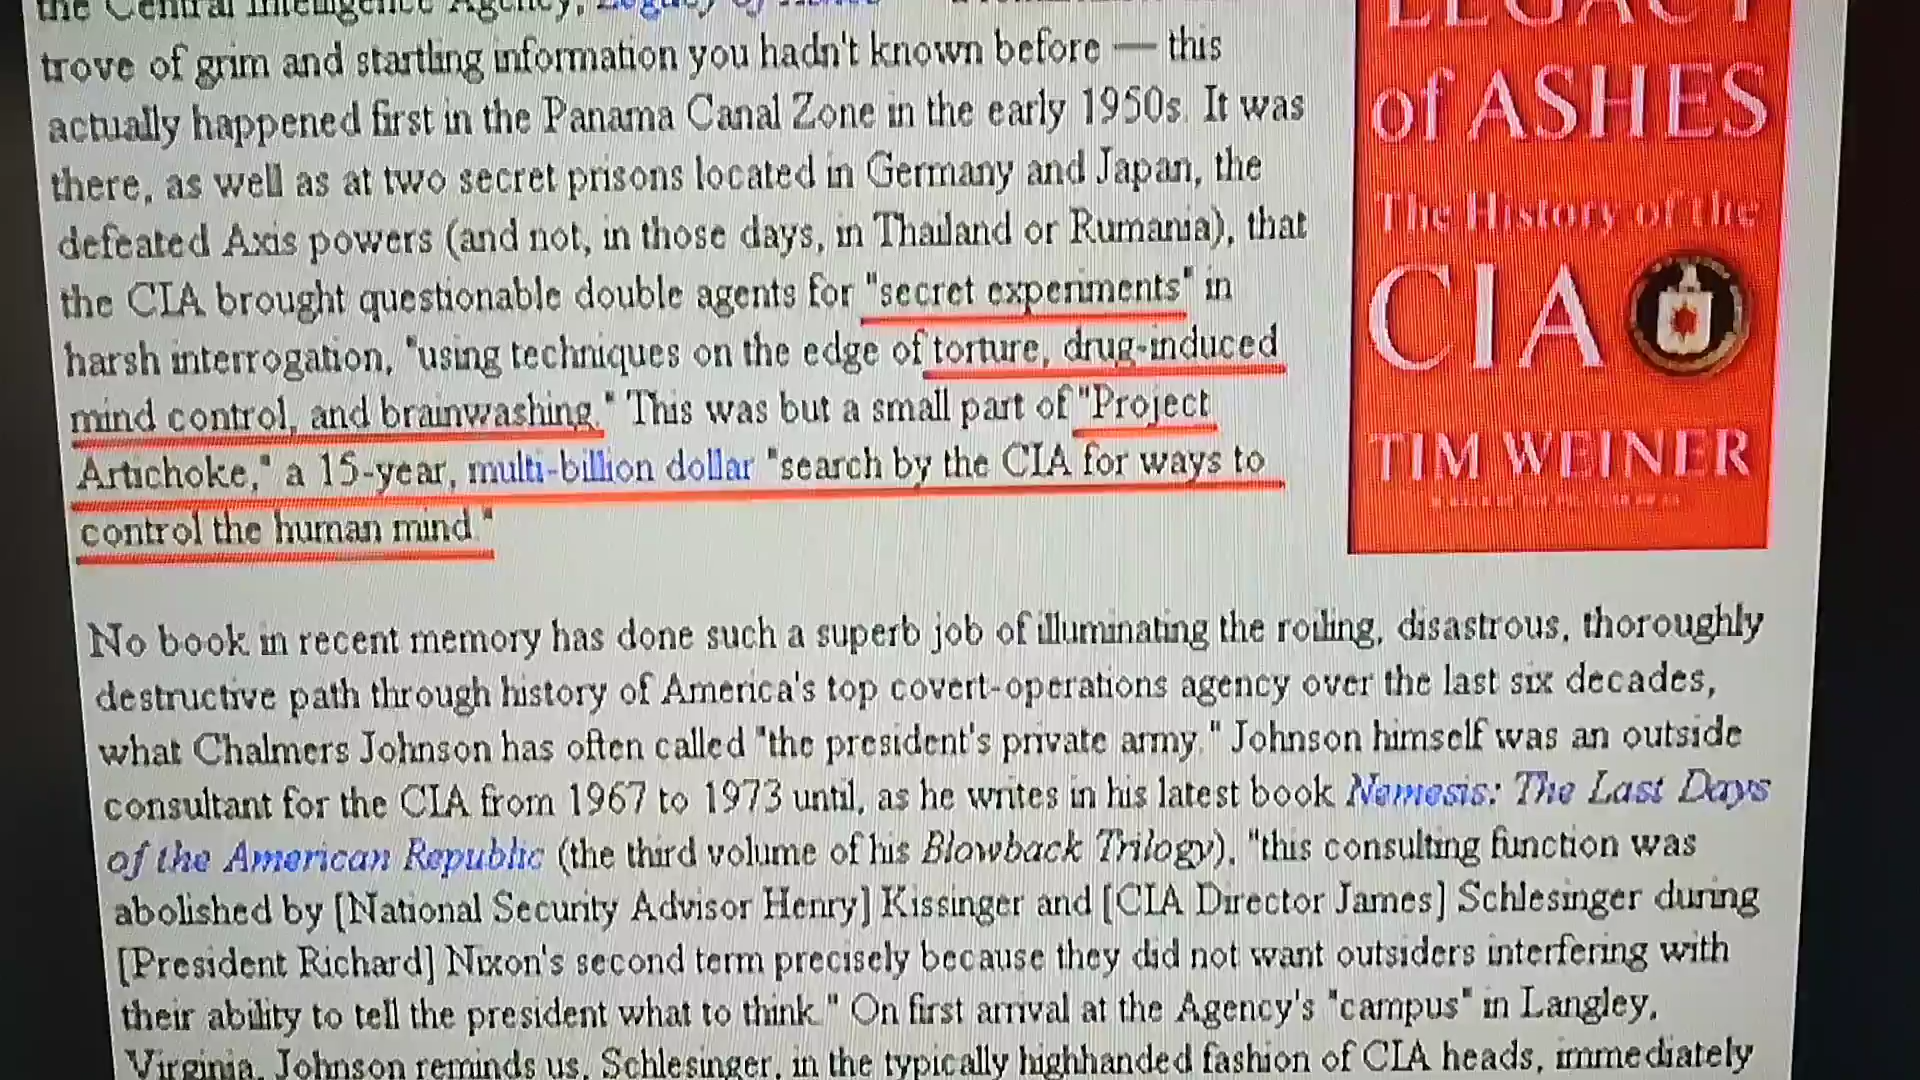 the Central Intelligence Agency, Legacy of Ashes
trove of grim and startling information you hadn't known before — this
actually happened first in the Panama Canal Zone in the early 1950s. It was
there, as well as at two secret prisons located in Germany and Japan, the
defeated Axis powers (and not, in those days, in Thailand or Rumania), that
the CIA brought questionable double agents for "secret experiments" in
harsh interrogation, "using techniques on the edge of torture, drug-induced
mind control, and brainwashing." This was but a small part of "Project
Artichoke," a 15-year, multi-billion dollar "search by the CIA for ways to
control the human mind."
LEGACY
of ASHES
The History of the
CIA
TIM WEINER
No book in recent memory has done such a superb job of illuminating the roiling, disastrous, thoroughly
destructive path through history of America's top covert-operations agency over the last six decades,
what Chalmers Johnson has often called "the president's private army." Johnson himself was an outside
consultant for the CIA from 1967 to 1973 until, as he writes in his latest book Nemesis: The Last Days
of the American Republic (the third volume of his Blowback Trilogy), "this consulting function was
abolished by [National Security Advisor Henry] Kissinger and [CIA Director James] Schlesinger during
[President Richard] Nixon's second term precisely because they did not want outsiders interfering with
their ability to tell the president what to think." On first arrival at the Agency's "campus" in Langley,
Virginia, Johnson reminds us, Schlesinger, in the typically highhanded fashion of CIA heads, immediately